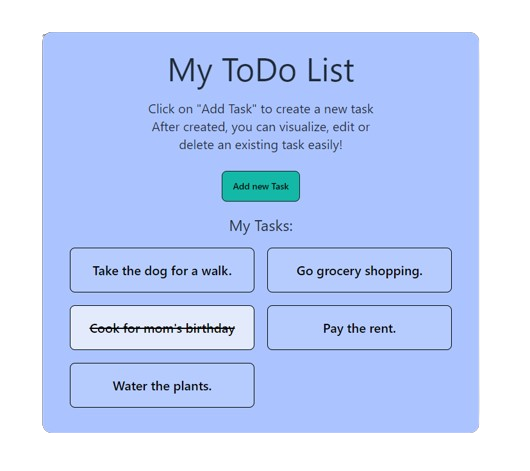 My ToDo List
Click on "Add Task" to create a new task
After created, you can visualize, edit or
delete an existing task easily!
Add new Task
My Tasks:
Take the dog for a walk.
Go grocery shopping.
Cook for mom's birthday
Pay the rent.
Water the plants.